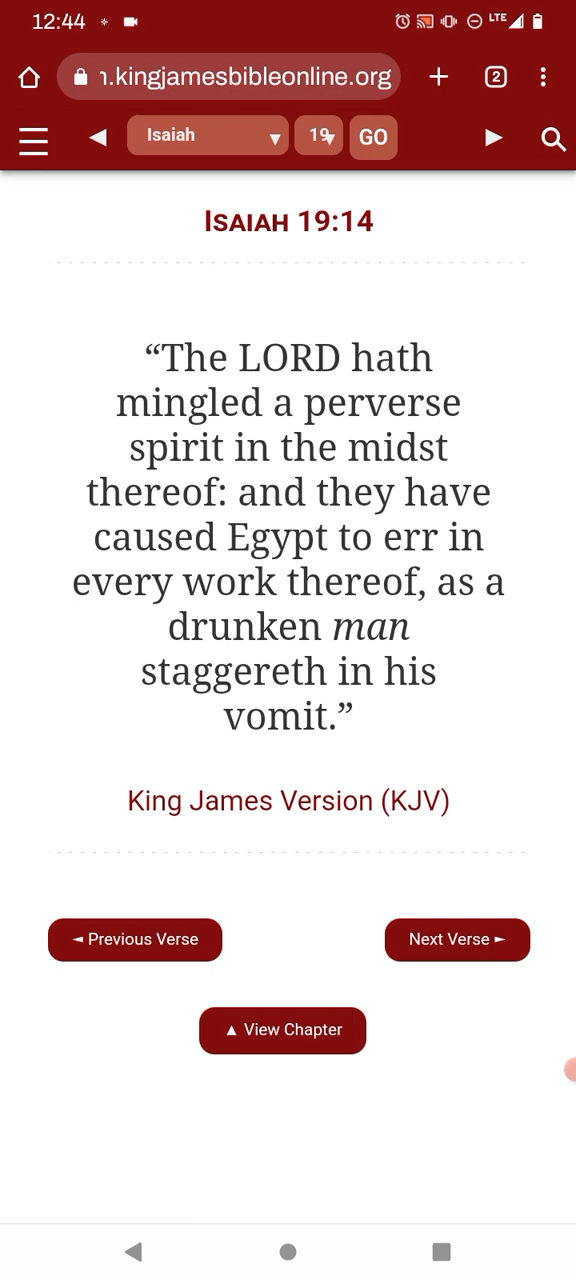 12:44
LTE
1.kingjamesbibleonline.org
2
Isaiah
19
GO
ISAIAH 19:14
“The LORD hath
mingled a perverse
spirit in the midst
thereof: and they have
caused Egypt to err in
every work thereof, as a
drunken man
staggereth in his
vomit.”
King James Version (KJV)
◄ Previous Verse
Next Verse ►
▲ View Chapter